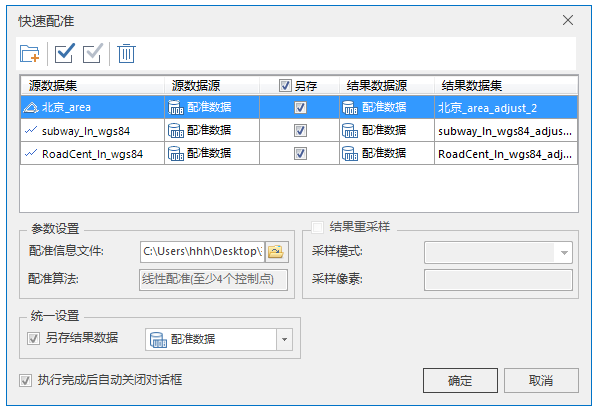 快速配准
源数据集 源数据源 另存 结果数据源 结果数据集
北京_area 配准数据 配准数据 北京_area_adjust_2
subway_ln_wgs84 配准数据 配准数据 subway_ln_wgs84_adjus...
RoadCent_ln_wgs84 配准数据 配准数据 RoadCent_ln_wgs84_adj...
参数设置
配准信息文件: C:\Users\hhh\Desktop\
配准算法: 线性配准(至少4个控制点)
结果重采样
采样模式:
采样像素:
统一设置
另存结果数据 配准数据
执行完成后自动关闭对话框
确定 取消